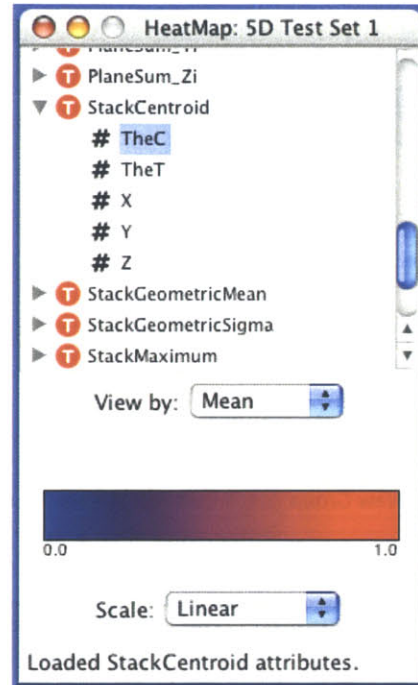 HeatMap: 5D Test Set 1
T PlaneSum_Zi
T StackCentroid
# TheC
# TheT
# X
# Y
# Z
T StackGeometricMean
T StackGeometricSigma
T StackMaximum
View by: Mean
0.0 1.0
Scale: Linear
Loaded StackCentroid attributes.